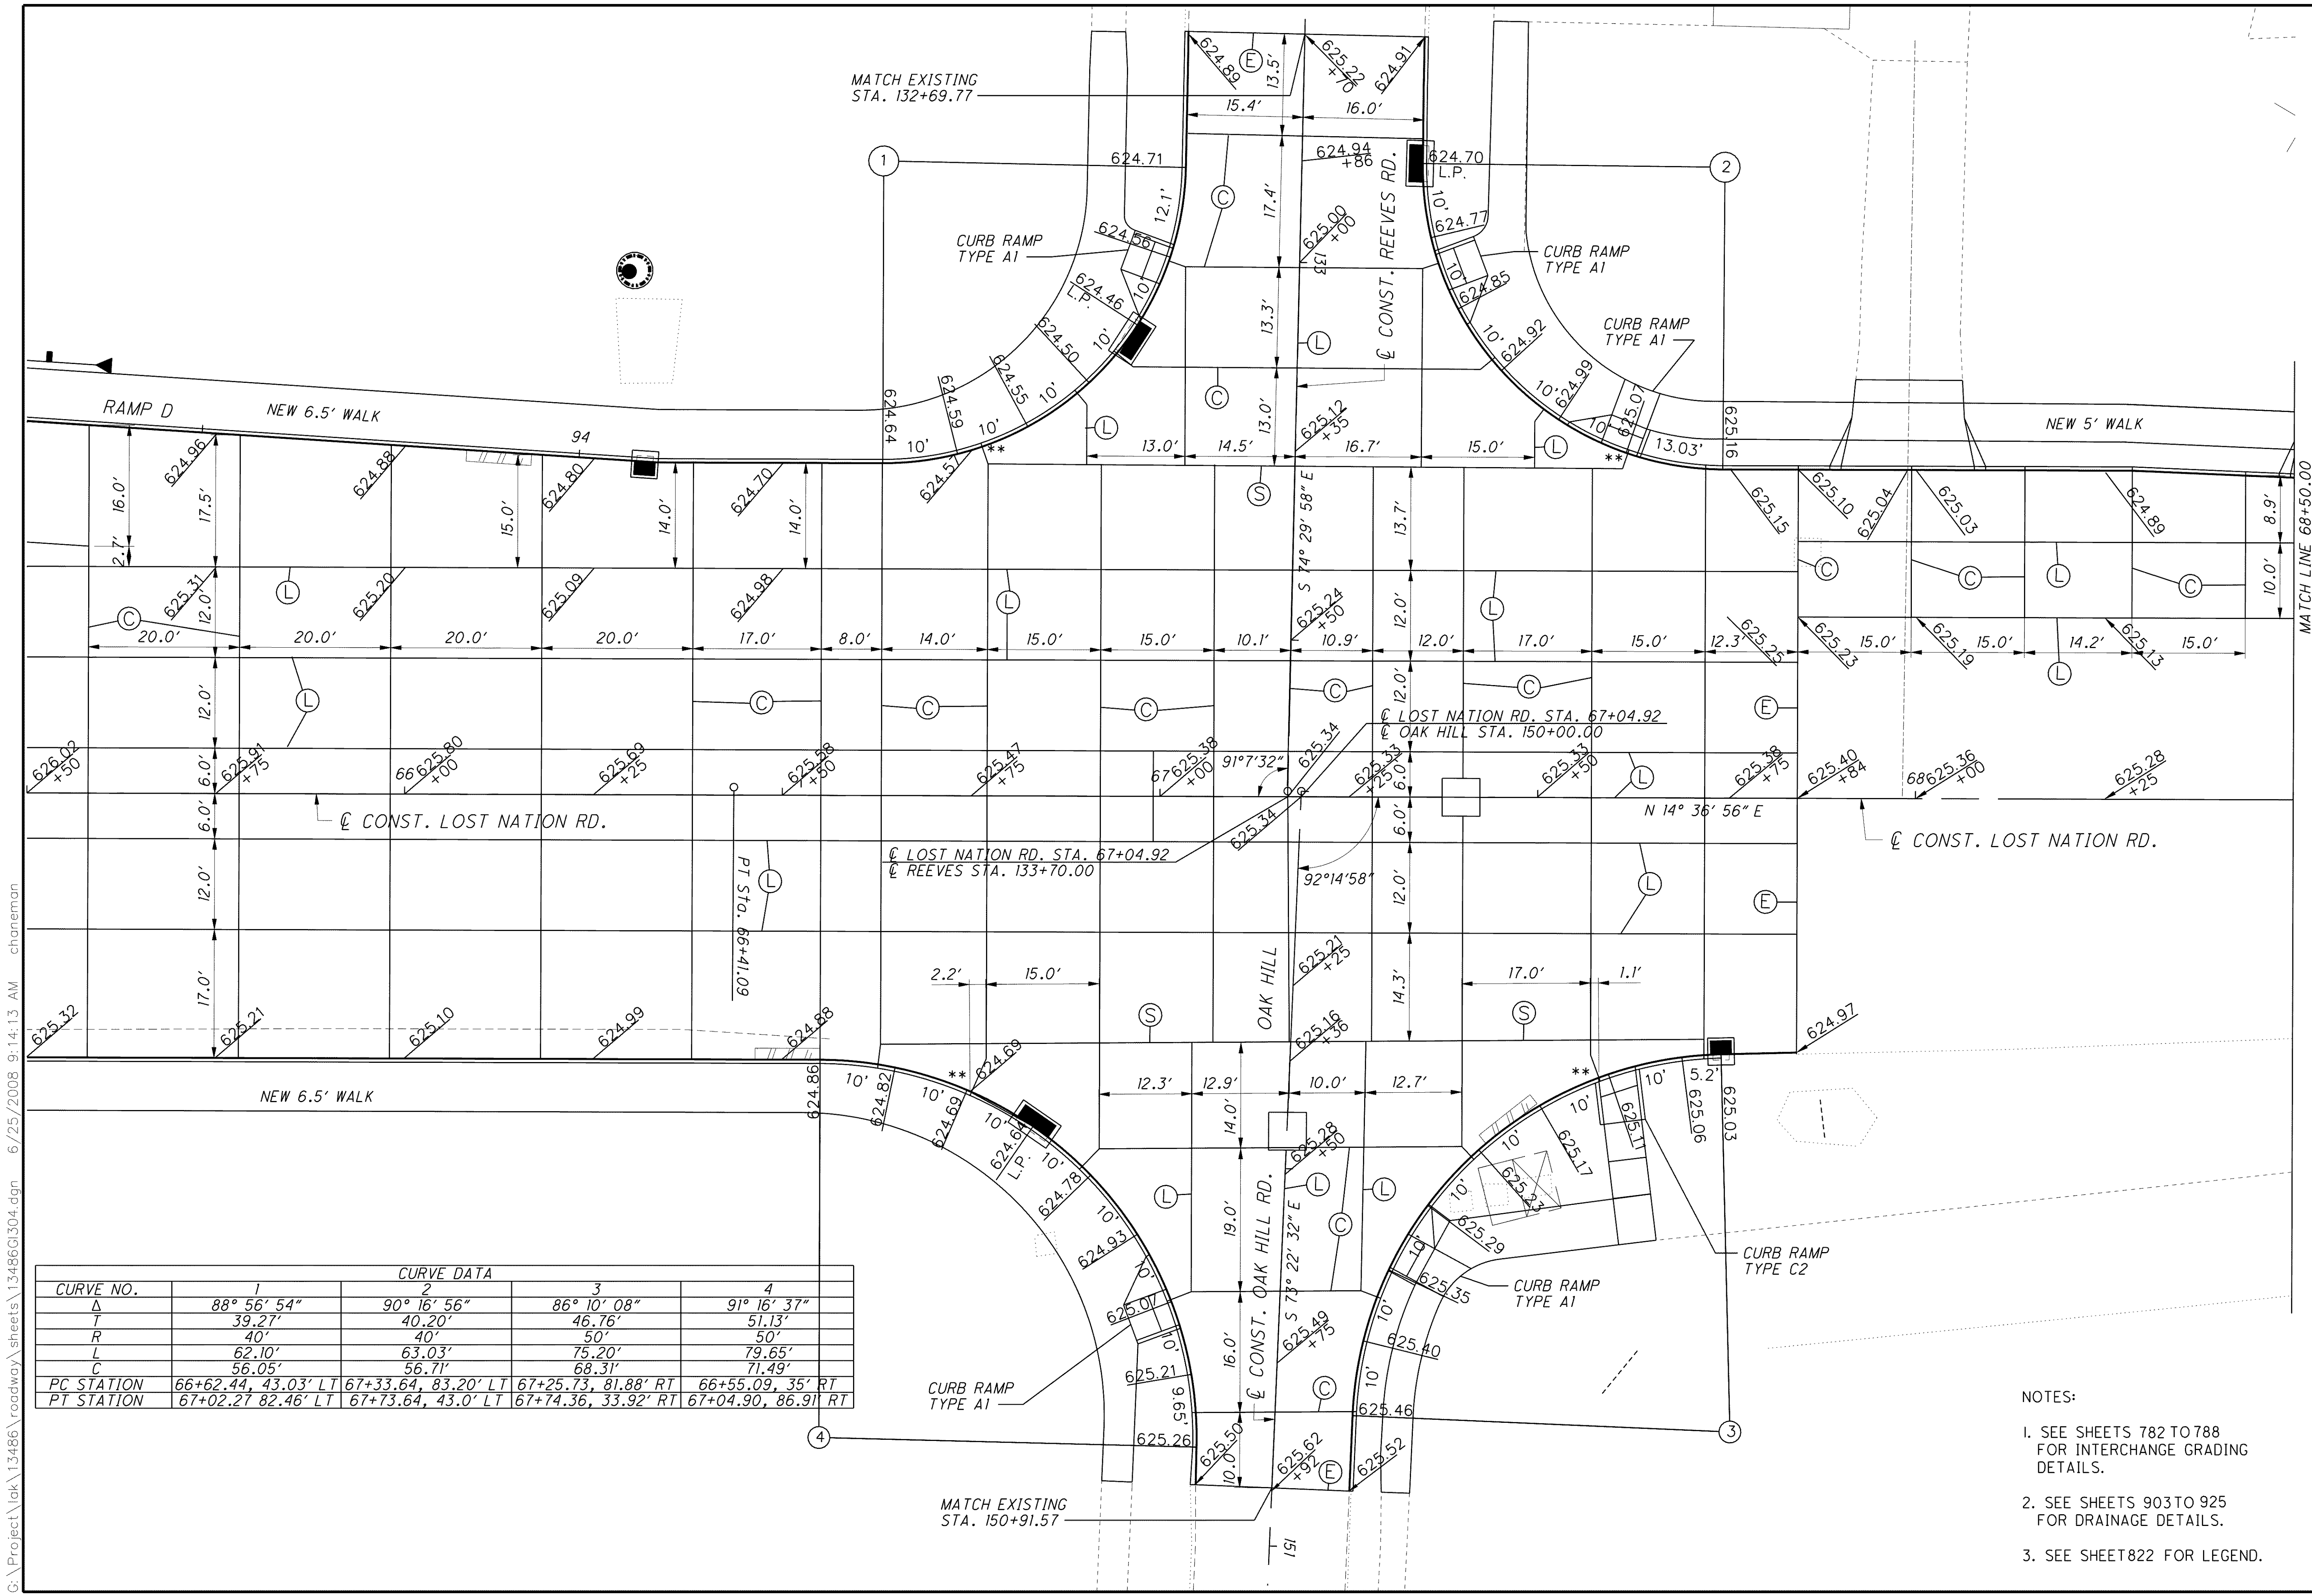 MATCH EXISTING
STA. 132+69.77
624.89
E
13.5'
625.22
+70
624.91
15.4'
16.0'
1
624.71
624.94
+86
624.70
L.P.
2
C
17.4'
12.1'
10'
CURB RAMP
TYPE A1
624.56
624.77
CURB RAMP
TYPE A1
625.00
+00
133
℄ CONST. REEVES RD.
624.46
L.P.
10'
10'
624.85
13.3'
L
624.50
10'
10'
624.92
CURB RAMP
TYPE A1
624.55
10'
10'
624.99
C
13.0'
RAMP D
NEW 6.5' WALK
94
624.64
624.59
10'
10'
**
L
625.12
+35
10'
625.07
13.03'
**
625.16
NEW 5' WALK
13.0'
14.5'
16.7'
15.0'
L
624.96
624.88
624.80
624.70
624.57
S
S 74° 29' 58" E
16.0'
17.5'
15.0'
14.0'
14.0'
13.7'
625.15
625.10
625.04
625.03
624.89
8.9'
MATCH LINE 68+50.00
2.7'
625.31
L
625.20
625.09
624.98
L
625.24
+50
L
C
C
L
C
10.0'
C
12.0'
12.0'
20.0'
20.0'
20.0'
20.0'
17.0'
8.0'
14.0'
15.0'
15.0'
10.1'
10.9'
12.0'
17.0'
15.0'
12.3'
15.0'
15.0'
14.2'
15.0'
625.25
625.23
625.19
625.13
L
12.0'
L
C
C
C
C
12.0'
C
E
℄ LOST NATION RD. STA. 67+04.92
℄ OAK HILL STA. 150+00.00
626.02
+50
625.91
+75
66
625.80
+00
625.69
+25
625.58
+50
625.47
+75
67
625.38
+00
91°7'32"
625.34
625.33
+25
625.33
+50
L
625.38
+75
625.40
+84
68
625.36
+00
625.28
+25
6.0'
6.0'
6.0'
6.0'
℄ CONST. LOST NATION RD.
N 14° 36' 56" E
℄ CONST. LOST NATION RD.
625.34
℄ LOST NATION RD. STA. 67+04.92
℄ REEVES STA. 133+70.00
92°14'58"
12.0'
PT Sta. 66+41.09
L
12.0'
L
E
17.0'
2.2'
15.0'
OAK HILL
625.21
+25
14.3'
17.0'
1.1'
625.32
625.21
625.10
624.99
624.88
S
625.16
+36
S
624.97
624.69
**
**
NEW 6.5' WALK
624.86
10'
624.82
10'
624.69
10'
624.64
L.P.
10'
624.78
10'
624.93
10'
625.07
10'
625.21
9.65'
625.26
12.3'
12.9'
10.0'
12.7'
14.0'
625.28
+50
L
L
L
19.0'
C
℄ CONST. OAK HILL RD.
S 73° 22' 32" E
16.0'
625.49
+75
C
10.0'
625.50
625.62
+92
E
625.52
5.2'
10'
625.06
625.03
10'
625.11
10'
625.17
10'
625.23
10'
625.29
625.35
10'
625.40
10'
625.46
CURB RAMP
TYPE C2
CURB RAMP
TYPE A1
CURB RAMP
TYPE A1
4
3
MATCH EXISTING
STA. 150+91.57
151
CURVE DATA
CURVE NO. 1 2 3 4
Δ 88° 56' 54" 90° 16' 56" 86° 10' 08" 91° 16' 37"
T 39.27' 40.20' 46.76' 51.13'
R 40' 40' 50' 50'
L 62.10' 63.03' 75.20' 79.65'
C 56.05' 56.71' 68.31' 71.49'
PC STATION 66+62.44, 43.03' LT 67+33.64, 83.20' LT 67+25.73, 81.88' RT 66+55.09, 35' RT
PT STATION 67+02.27 82.46' LT 67+73.64, 43.0' LT 67+74.36, 33.92' RT 67+04.90, 86.91' RT
NOTES:
1. SEE SHEETS 782 TO 788
FOR INTERCHANGE GRADING
DETAILS.
2. SEE SHEETS 903 TO 925
FOR DRAINAGE DETAILS.
3. SEE SHEET 822 FOR LEGEND.
G:\Project\lak\13486\roadway\sheets\13486GI304.dgn 6/25/2008 9:14:13 AM chaneman